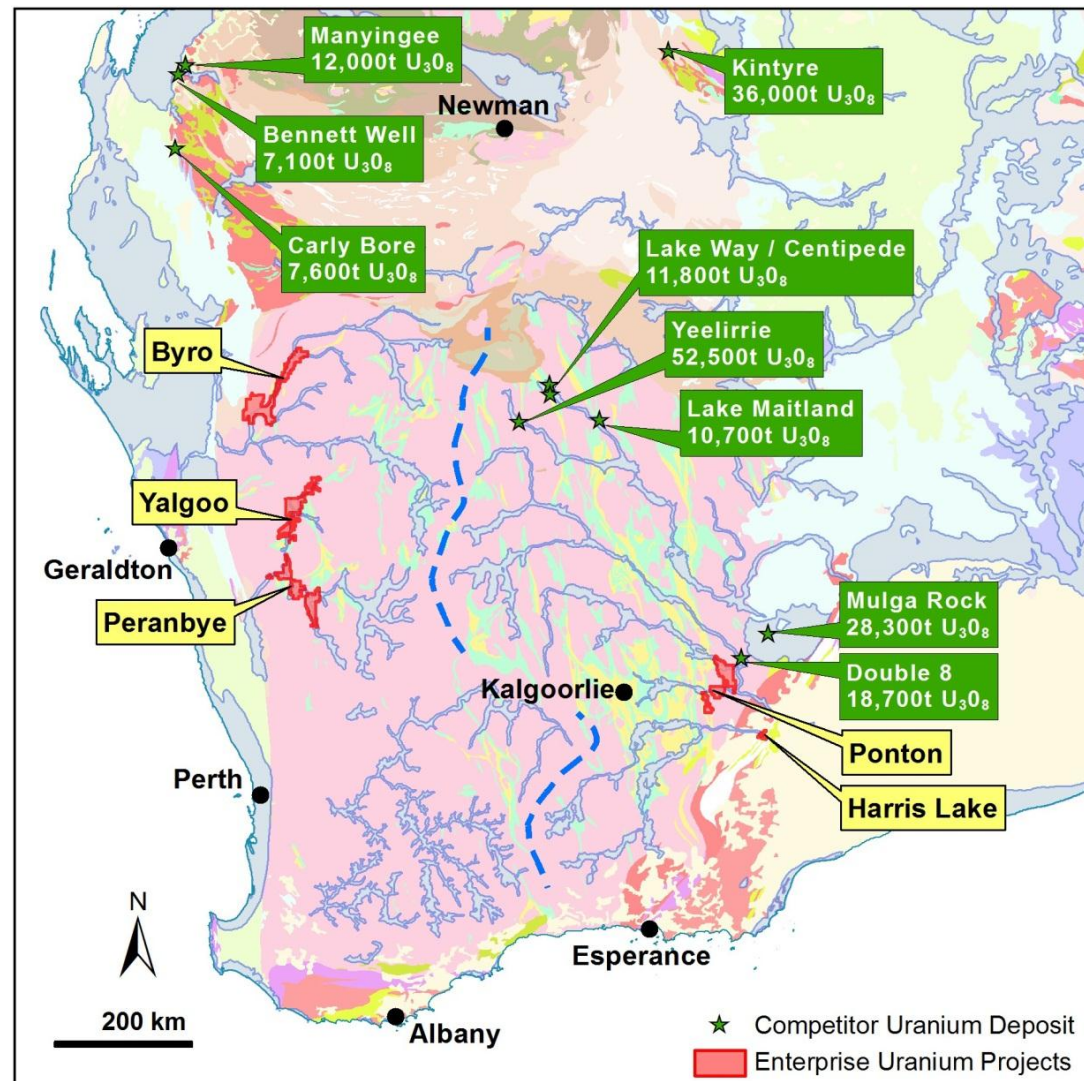 Manyingee
12,000t U₃0₈
Kintyre
36,000t U₃0₈
Newman
Bennett Well
7,100t U₃0₈
Carly Bore
7,600t U₃0₈
Lake Way / Centipede
11,800t U₃0₈
Yeelirrie
52,500t U₃0₈
Byro
Lake Maitland
10,700t U₃0₈
Yalgoo
Geraldton
Peranbye
Mulga Rock
28,300t U₃0₈
Double 8
18,700t U₃0₈
Kalgoorlie
Ponton
Perth
Harris Lake
N
Esperance
200 km
Albany
Competitor Uranium Deposit
Enterprise Uranium Projects